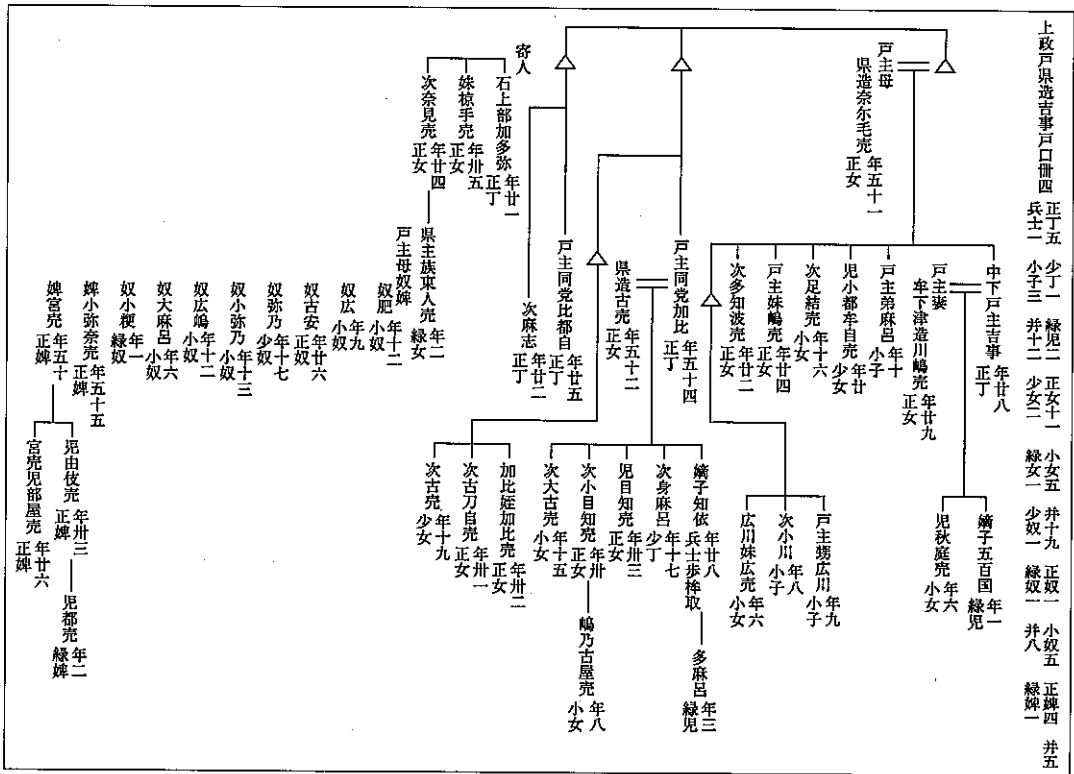 上政戸県造吉事戸口卌四
正丁五 少丁一 緑児二 正女十一 小女五 并十九 正奴一 小奴五 正婢四 并五
兵士一 小子三 并十二 少女二 緑女一 少奴一 緑奴一 并八 緑婢一
戸主母
県造奈尓毛売 年五十一 正女
中下戸主吉事 年廿八 正丁
戸主妻
牟下津造川嶋売 年廿九 正女
嫡子五百国 年一 緑児
児秋庭売 年六 小女
戸主弟麻呂 年十 小子
児小都牟自売 年廿 少女
次足結売 年十六 小女
戸主妹嶋売 年廿四 正女
次多知波売 年廿二 正女
戸主甥広川 年九 小子
次小川 年八 小子
広川妹広売 年六 小女
戸主同党加比 年五十四 正丁
県造古売 年五十二 正女
嫡子知依 年廿八 兵士歩桙取
多麻呂 年三 緑児
次身麻呂 年十七 少丁
児目知売 年卅三 正女
次小目知売 年卅 正女
嶋乃古屋売 年八 小女
次大古売 年十五 小女
加比姪加比売 年卅二 正女
次古刀自売 年卅一 正女
次古売 年十九 少女
戸主同党比都自 年廿五 正丁
次麻志 年廿二 正丁
寄人
石上部加多弥 年廿一 正丁
妹椋手売 年卅五 正女
次奈見売 年廿四 正女
県主族東人売 年二 緑女
戸主母奴婢
奴肥 年十二 小奴
奴広 年九 小奴
奴古安 年廿六 正奴
奴弥乃 年十七 少奴
奴小弥乃 年十三 小奴
奴広嶋 年十二 小奴
奴大麻呂 年六 小奴
奴小梗 年一 緑奴
婢小弥奈売 年五十五 正婢
婢宮売 年五十 正婢
児由伎売 年卅三 正婢
児都売 年二 緑婢
宮売児部屋売 年廿六 正婢